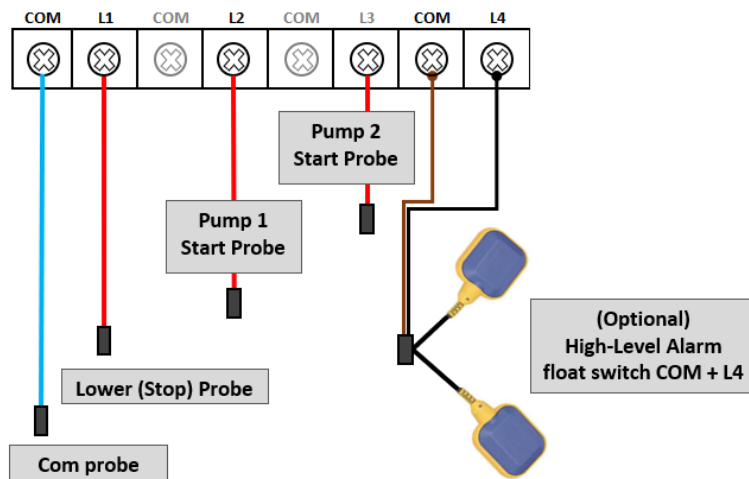 COM L1 COM L2 COM L3 COM L4
Pump 2
Start Probe
Pump 1
Start Probe
(Optional)
High-Level Alarm
float switch COM + L4
Lower (Stop) Probe
Com probe